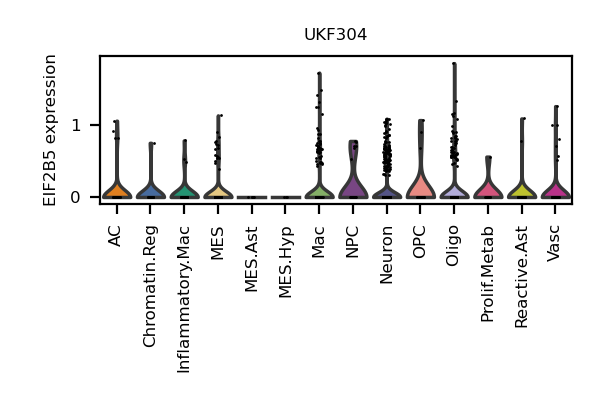 UKF304
EIF2B5 expression
1
0
AC
Chromatin.Reg
Inflammatory.Mac
MES
MES.Ast
MES.Hyp
Mac
NPC
Neuron
OPC
Oligo
Prolif.Metab
Reactive.Ast
Vasc